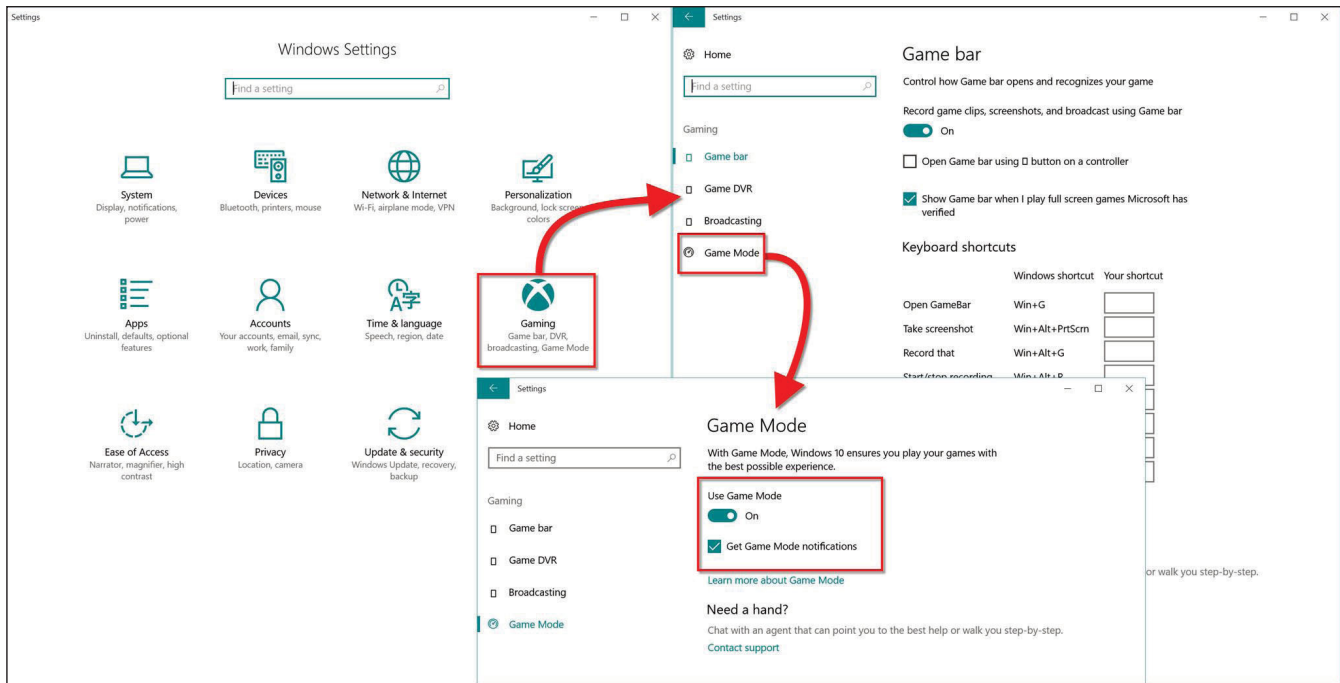 Settings
Windows Settings
Find a setting
System
Display, notifications,
power
Devices
Bluetooth, printers, mouse
Network & Internet
Wi-Fi, airplane mode, VPN
Personalization
Background, lock screen
colors
Apps
Uninstall, defaults, optional
features
Accounts
Your accounts, email, sync,
work, family
Time & language
Speech, region, date
Gaming
Game bar, DVR,
broadcasting, Game Mode
Ease of Access
Narrator, magnifier, high
contrast
Privacy
Location, camera
Update & security
Windows Update, recovery,
backup
Settings
Home
Find a setting
Gaming
Game bar
Game DVR
Broadcasting
Game Mode
Game bar
Control how Game bar opens and recognizes your game
Record game clips, screenshots, and broadcast using Game bar
On
Open Game bar using button on a controller
Show Game bar when I play full screen games Microsoft has
verified
Keyboard shortcuts
Windows shortcut Your shortcut
Open GameBar Win+G
Take screenshot Win+Alt+PrtScrn
Record that Win+Alt+G
Start/stop recording Win+Alt+R
or walk you step-by-step.
Settings
Home
Find a setting
Gaming
Game bar
Game DVR
Broadcasting
Game Mode
Game Mode
With Game Mode, Windows 10 ensures you play your games with
the best possible experience.
Use Game Mode
On
Get Game Mode notifications
Learn more about Game Mode
Need a hand?
Chat with an agent that can point you to the best help or walk you step-by-step.
Contact support